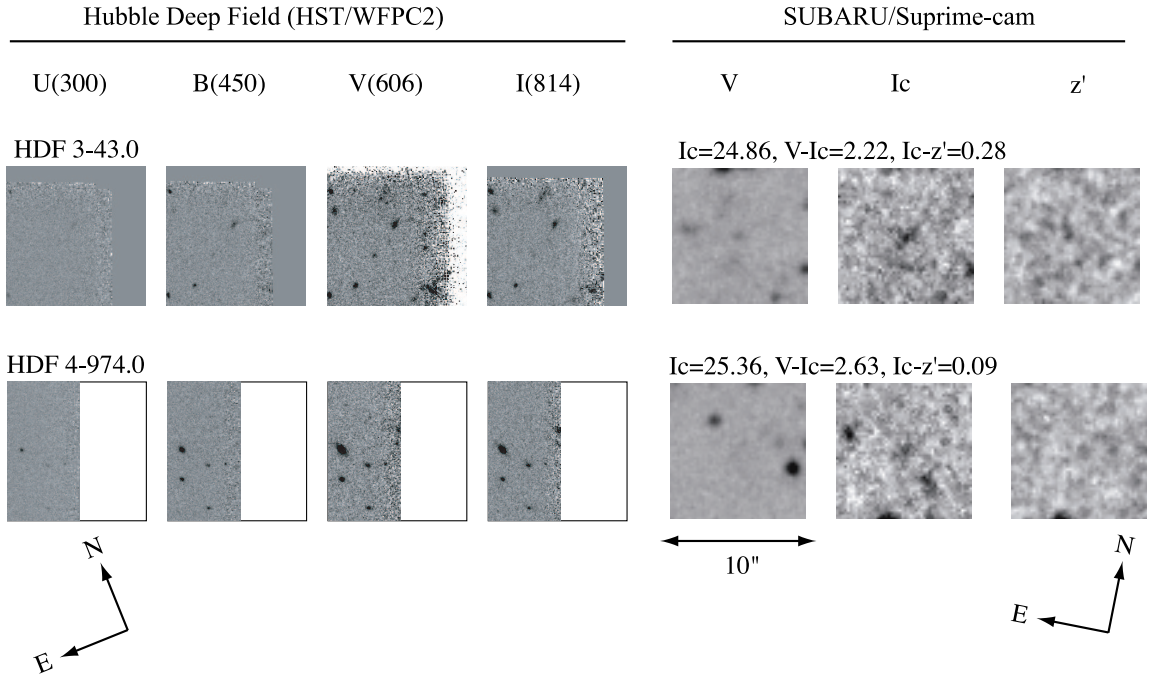 Hubble Deep Field (HST/WFPC2)
SUBARU/Suprime-cam
U(300) B(450) V(606) I(814) V Ic z'
HDF 3-43.0
Ic=24.86, V-Ic=2.22, Ic-z'=0.28
HDF 4-974.0
Ic=25.36, V-Ic=2.63, Ic-z'=0.09
10"
N
E
N
E